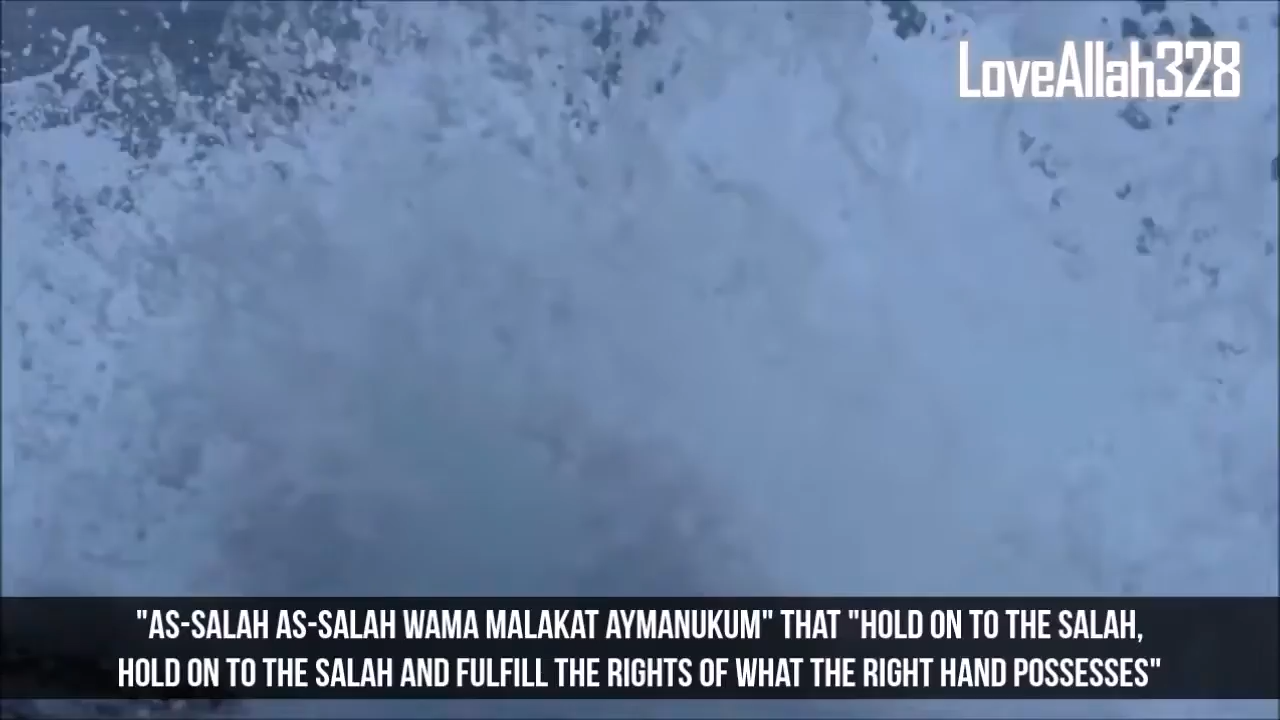 LoveAllah328
"AS-SALAH AS-SALAH WAMA MALAKAT AYMANUKUM" THAT "HOLD ON TO THE SALAH,
HOLD ON TO THE SALAH AND FULFILL THE RIGHTS OF WHAT THE RIGHT HAND POSSESSES"